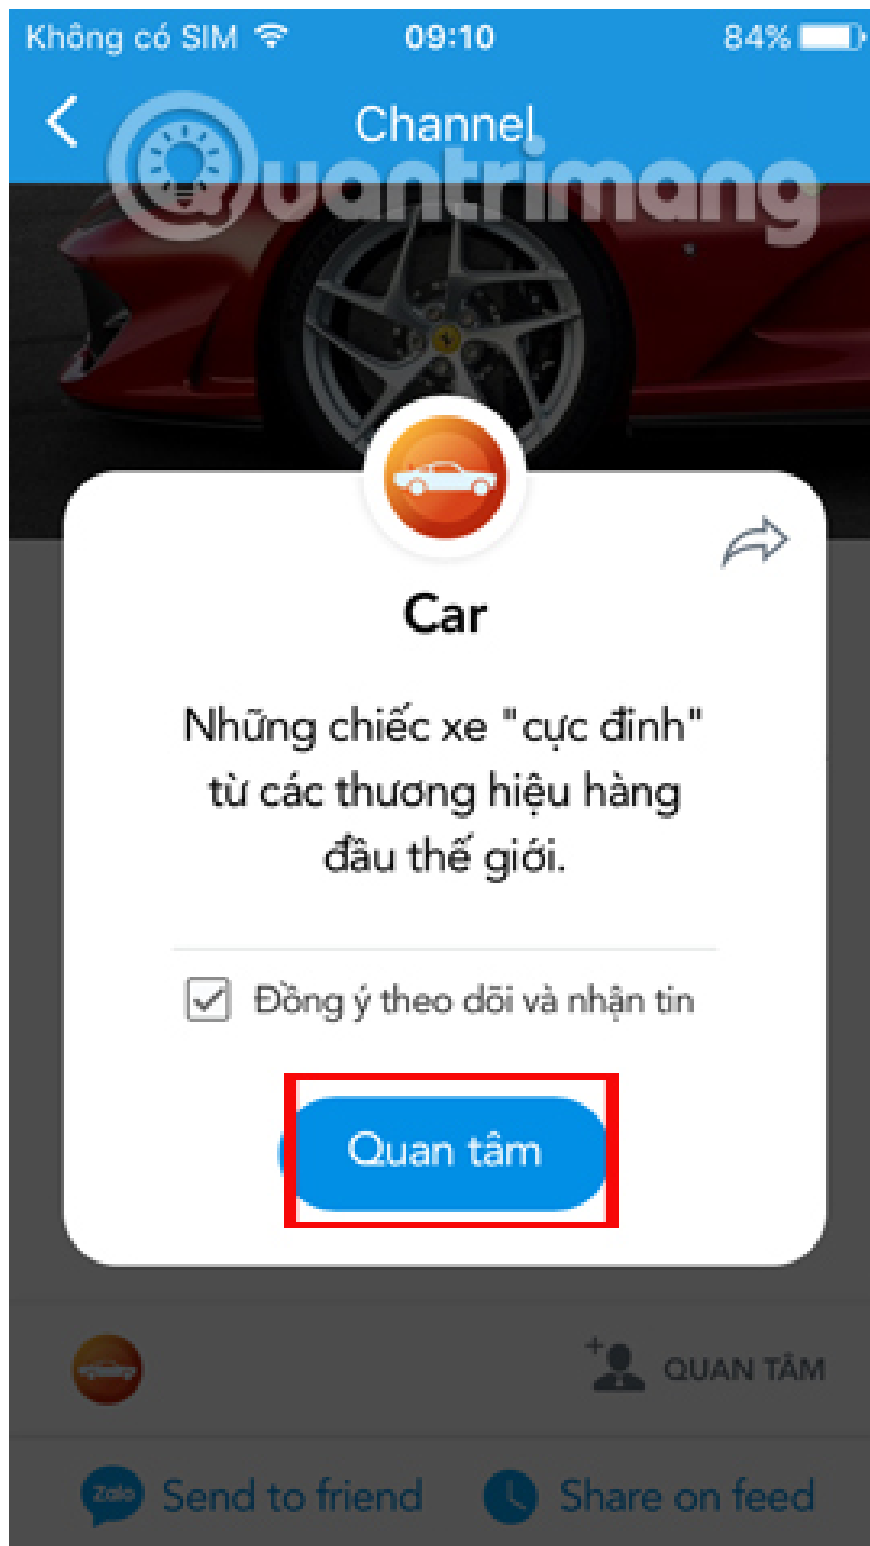 Không có SIM 09:10 84%
Channel
Quantrimang
Car
Những chiếc xe "cực đỉnh"
từ các thương hiệu hàng
đầu thế giới.
Đồng ý theo dõi và nhận tin
Quan tâm
QUAN TÂM
Zalo Send to friend Share on feed